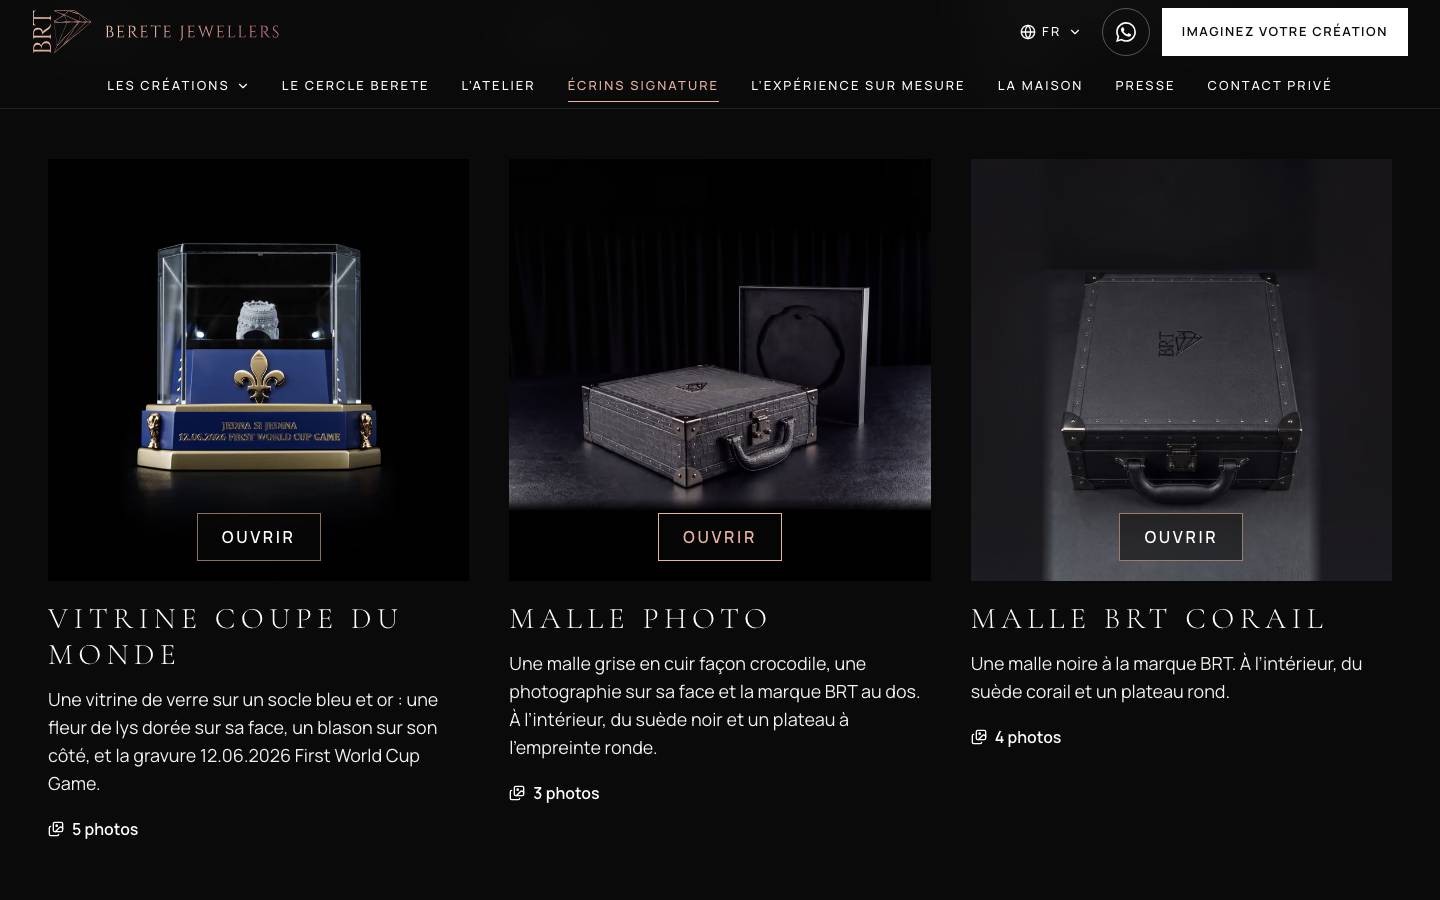 BRT
BERETE JEWELLERS
FR
IMAGINEZ VOTRE CRÉATION
LES CRÉATIONS
LE CERCLE BERETE
L’ATELIER
ÉCRINS SIGNATURE
L’EXPÉRIENCE SUR MESURE
LA MAISON
PRESSE
CONTACT PRIVÉ
JEDNA SI JEDINA
12.06.2026 FIRST WORLD CUP GAME
BRT
OUVRIR
OUVRIR
OUVRIR
VITRINE COUPE DU
MONDE
Une vitrine de verre sur un socle bleu et or : une
fleur de lys dorée sur sa face, un blason sur son
côté, et la gravure 12.06.2026 First World Cup
Game.
5 photos
MALLE PHOTO
Une malle grise en cuir façon crocodile, une
photographie sur sa face et la marque BRT au dos.
À l’intérieur, du suède noir et un plateau à
l’empreinte ronde.
3 photos
MALLE BRT CORAIL
Une malle noire à la marque BRT. À l’intérieur, du
suède corail et un plateau rond.
4 photos